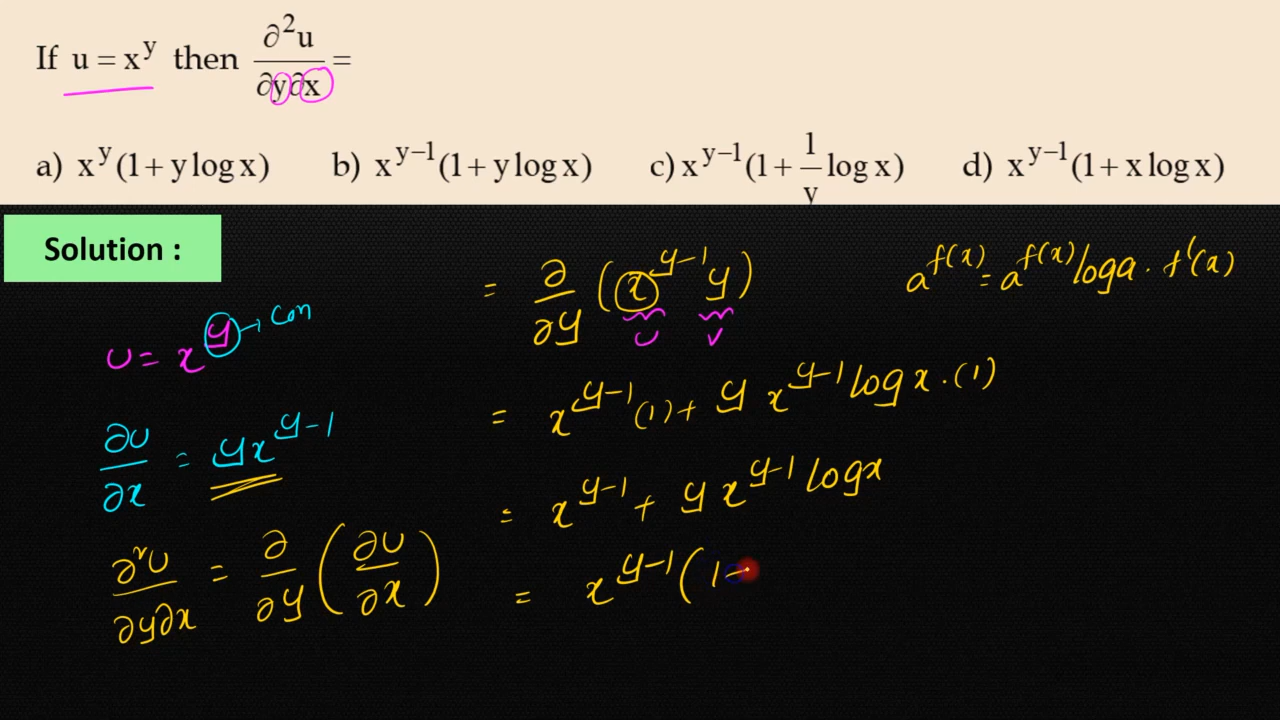 If u = x^y then ∂²u/∂y∂x =
a) x^y (1 + y log x) b) x^{y–1} (1 + y log x) c) x^{y–1} (1 + 1/y log x) d) x^{y–1} (1 + x log x)
Solution :
u = x^y → con
∂u/∂x = y x^{y–1}
∂²u/∂y∂x = ∂/∂y (∂u/∂x)
= ∂/∂y (x^{y–1} y)
u v
a^{f(x)} = a^{f(x)} log a . f'(x)
= x^{y–1} (1) + y x^{y–1} log x . (1)
= x^{y–1} + y x^{y–1} log x
= x^{y–1} (1